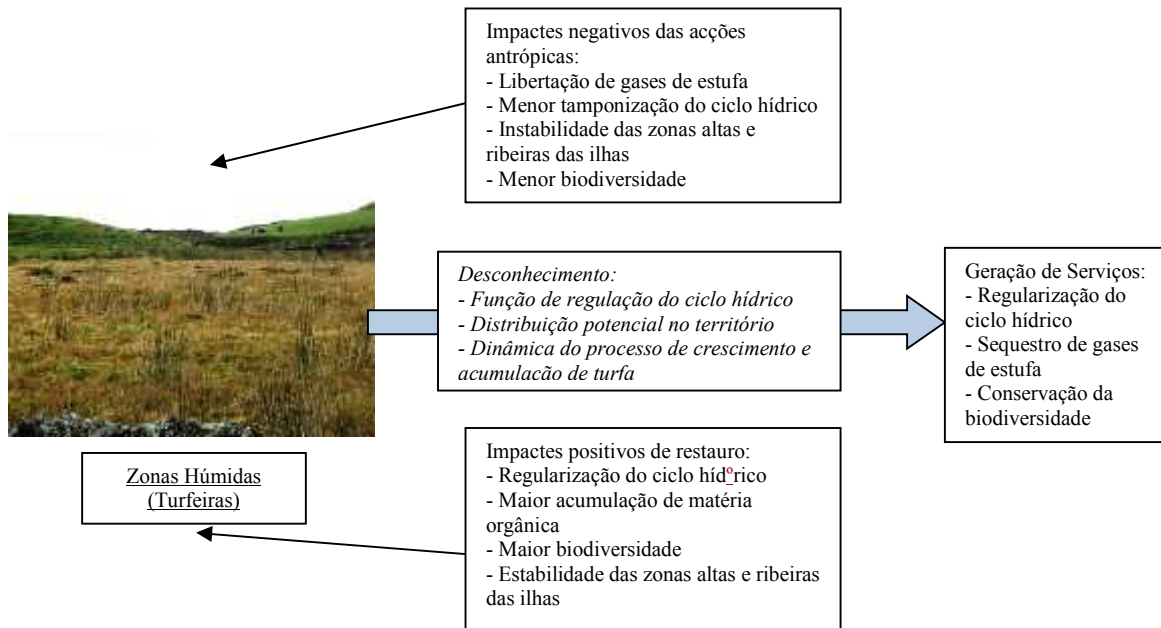 Impactes negativos das acções
antrópicas:
- Libertação de gases de estufa
- Menor tamponização do ciclo hídrico
- Instabilidade das zonas altas e
ribeiras das ilhas
- Menor biodiversidade
Desconhecimento:
- Função de regulação do ciclo hídrico
- Distribuição potencial no território
- Dinâmica do processo de crescimento e
acumulacão de turfa
Geração de Serviços:
- Regularização do
ciclo hídrico
- Sequestro de gases
de estufa
- Conservação da
biodiversidade
Zonas Húmidas
(Turfeiras)
Impactes positivos de restauro:
- Regularização do ciclo hídºrico
- Maior acumulação de matéria
orgânica
- Maior biodiversidade
- Estabilidade das zonas altas e ribeiras
das ilhas